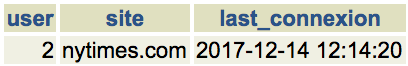 user site last_connexion
2 nytimes.com 2017-12-14 12:14:20